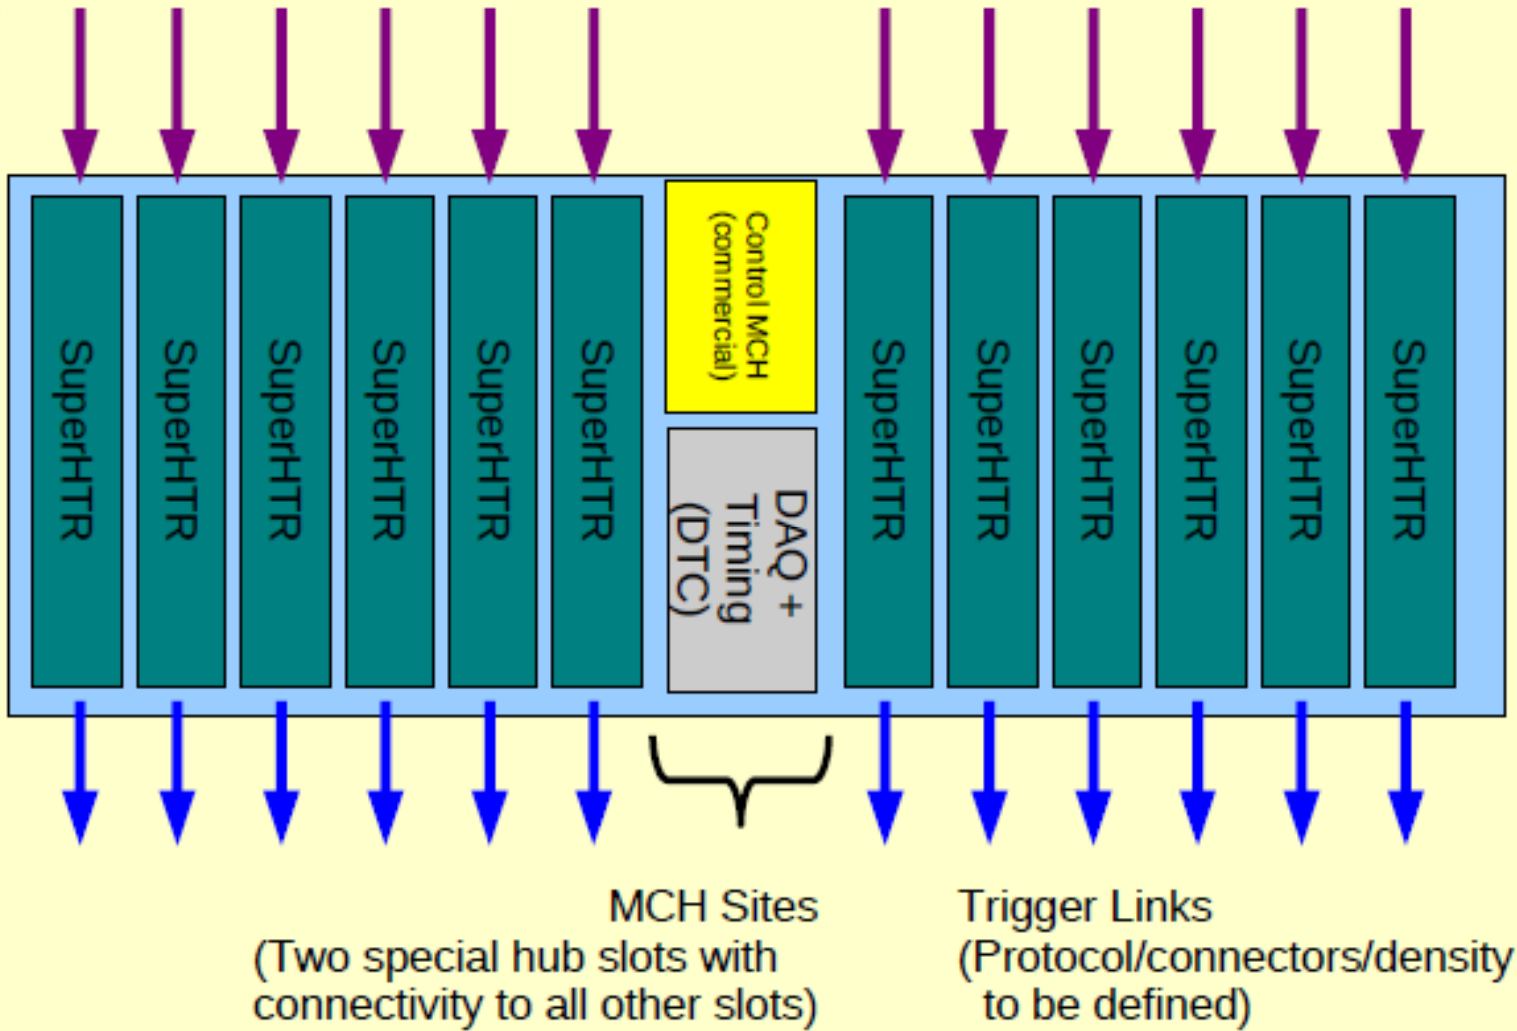 SuperHTR
SuperHTR
SuperHTR
SuperHTR
SuperHTR
SuperHTR
Control MCH
(commercial)
DAQ +
Timing
(DTC)
SuperHTR
SuperHTR
SuperHTR
SuperHTR
SuperHTR
SuperHTR
MCH Sites
(Two special hub slots with
connectivity to all other slots)
Trigger Links
(Protocol/connectors/density
to be defined)